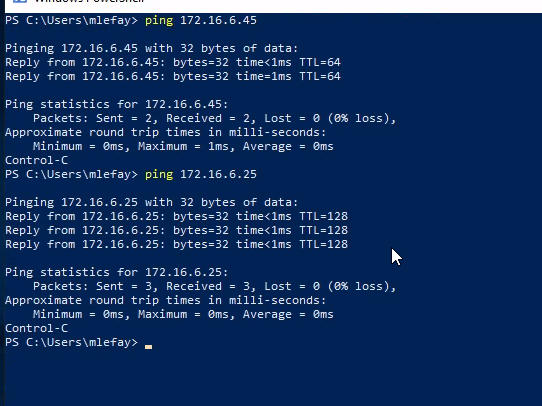 Windows PowerShell
PS C:\Users\mlefay> ping 172.16.6.45
Pinging 172.16.6.45 with 32 bytes of data:
Reply from 172.16.6.45: bytes=32 time<1ms TTL=64
Reply from 172.16.6.45: bytes=32 time=1ms TTL=64
Ping statistics for 172.16.6.45:
Packets: Sent = 2, Received = 2, Lost = 0 (0% loss),
Approximate round trip times in milli-seconds:
Minimum = 0ms, Maximum = 1ms, Average = 0ms
Control-C
PS C:\Users\mlefay> ping 172.16.6.25
Pinging 172.16.6.25 with 32 bytes of data:
Reply from 172.16.6.25: bytes=32 time<1ms TTL=128
Reply from 172.16.6.25: bytes=32 time<1ms TTL=128
Reply from 172.16.6.25: bytes=32 time<1ms TTL=128
Ping statistics for 172.16.6.25:
Packets: Sent = 3, Received = 3, Lost = 0 (0% loss),
Approximate round trip times in milli-seconds:
Minimum = 0ms, Maximum = 0ms, Average = 0ms
Control-C
PS C:\Users\mlefay>